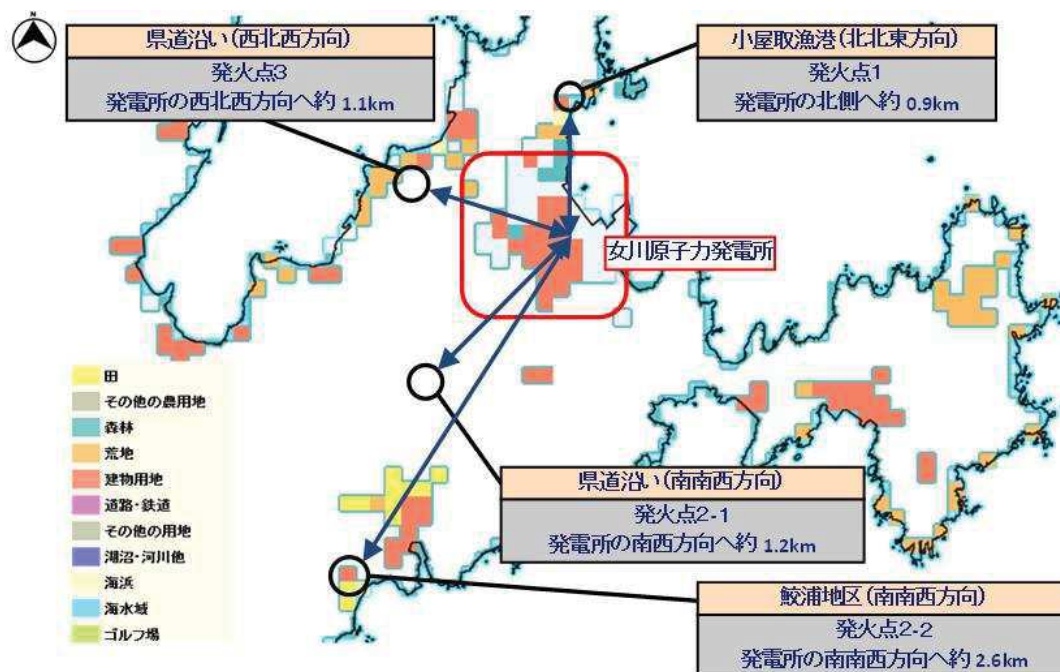 県道沿い(西北西方向)
発火点3
発電所の西北西方向へ約 1.1km
小屋取漁港(北北東方向)
発火点1
発電所の北側へ約 0.9km
女川原子力発電所
田
その他の農用地
森林
荒地
建物用地
道路・鉄道
その他の用地
湖沼・河川他
海浜
海水域
ゴルフ場
県道沿い(南南西方向)
発火点2-1
発電所の南西方向へ約 1.2km
鮫浦地区(南南西方向)
発火点2-2
発電所の南南西方向へ約 2.6km